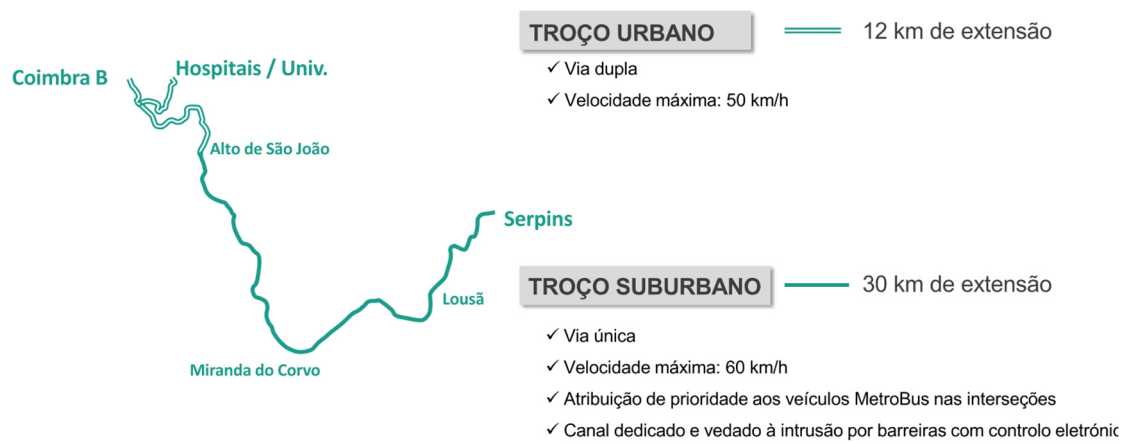 TROÇO URBANO
12 km de extensão
✓ Via dupla
✓ Velocidade máxima: 50 km/h
Coimbra B
Hospitais / Univ.
Alto de São João
Serpins
Lousã
Miranda do Corvo
TROÇO SUBURBANO
30 km de extensão
✓ Via única
✓ Velocidade máxima: 60 km/h
✓ Atribuição de prioridade aos veículos MetroBus nas interseções
✓ Canal dedicado e vedado à intrusão por barreiras com controlo eletrónic